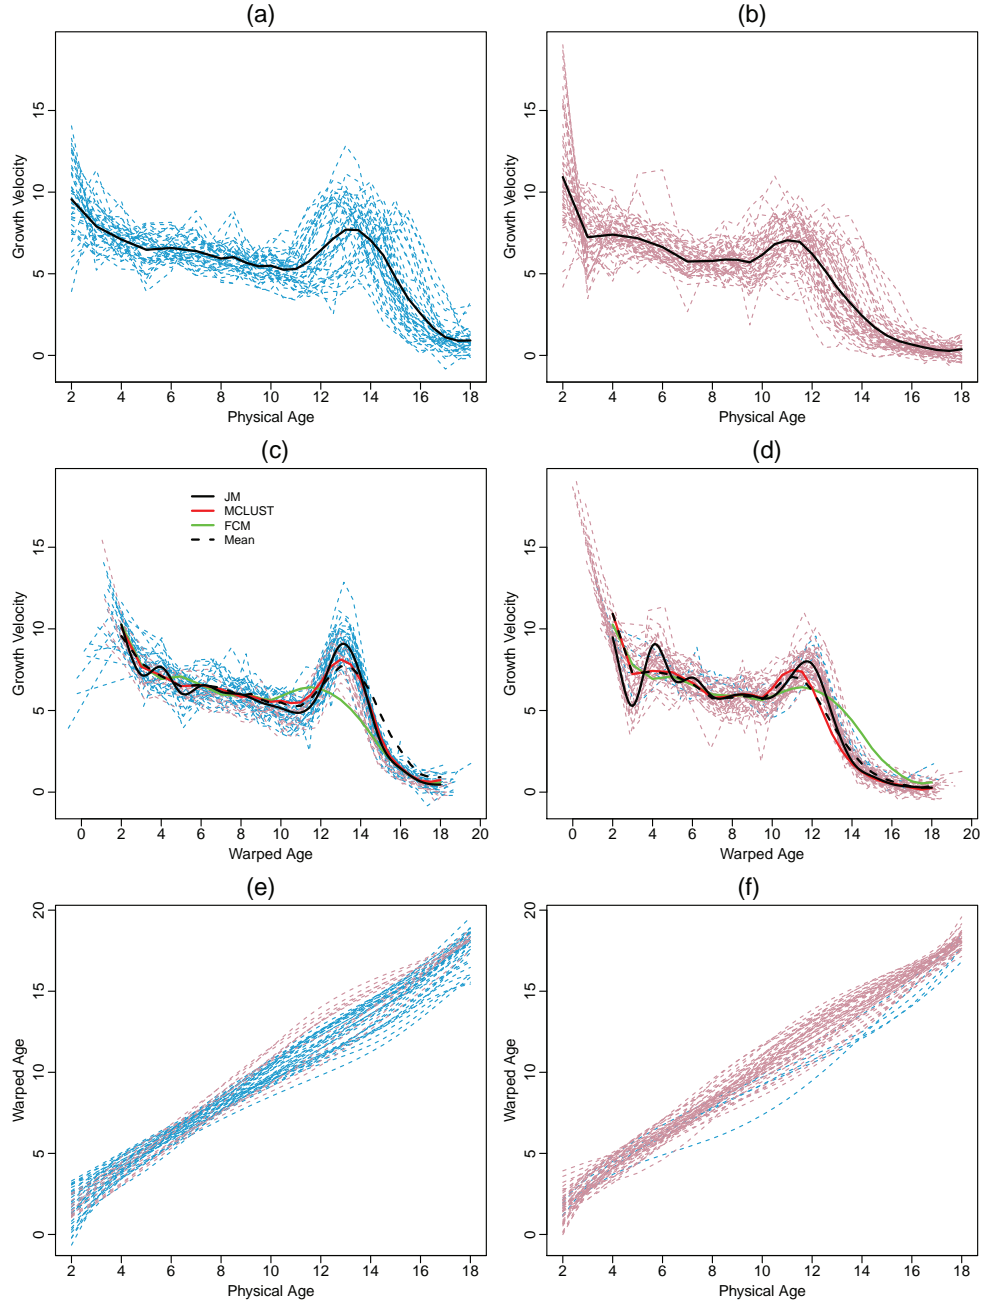 (a)
Growth Velocity
15
10
5
0
2 4 6 8 10 12 14 16 18
Physical Age
(b)
Growth Velocity
15
10
5
0
2 4 6 8 10 12 14 16 18
Physical Age
(c)
JM
MCLUST
FCM
Mean
Growth Velocity
15
10
5
0
0 2 4 6 8 10 12 14 16 18 20
Warped Age
(d)
Growth Velocity
15
10
5
0
0 2 4 6 8 10 12 14 16 18 20
Warped Age
(e)
Warped Age
20
15
10
5
0
2 4 6 8 10 12 14 16 18
Physical Age
(f)
Warped Age
20
15
10
5
0
2 4 6 8 10 12 14 16 18
Physical Age